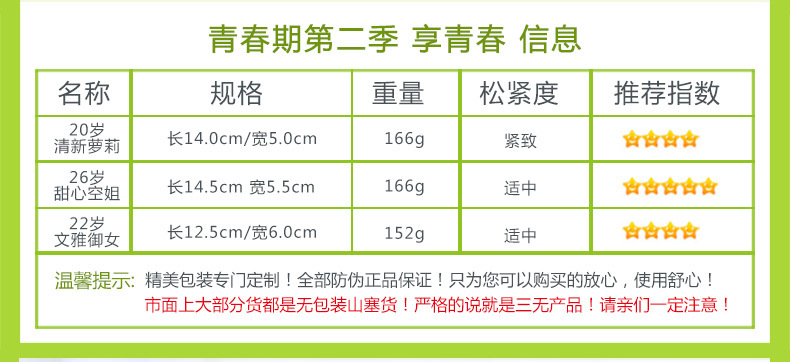 青春期第二季 享青春 信息
名称 规格 重量 松紧度 推荐指数
20岁
清新萝莉 长14.0cm/宽5.0cm 166g 紧致
26岁
甜心空姐 长14.5cm 宽5.5cm 166g 适中
22岁
文雅御女 长12.5cm/宽6.0cm 152g 适中
温馨提示: 精美包装专门定制！全部防伪正品保证！只为您可以购买的放心，使用舒心！
市面上大部分货都是无包装山塞货！严格的说就是三无产品！请亲们一定注意！